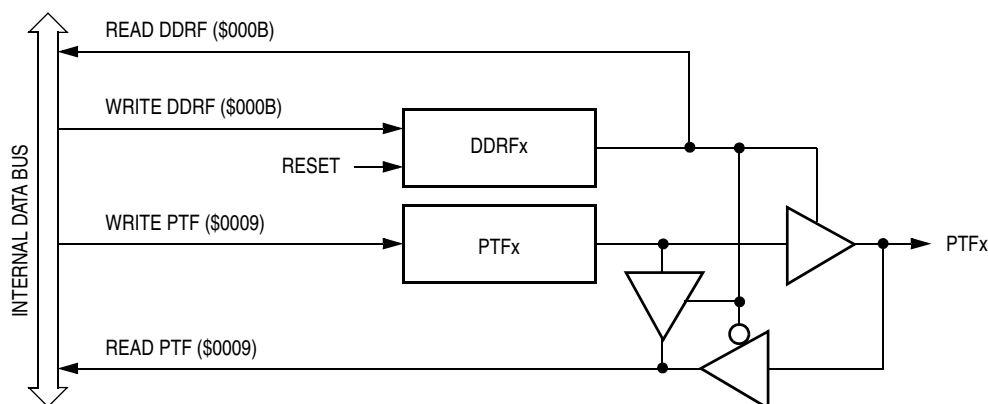 READ DDRF ($000B)
WRITE DDRF ($000B)
DDRFx
RESET
INTERNAL DATA BUS
WRITE PTF ($0009)
PTFx
PTFx
READ PTF ($0009)